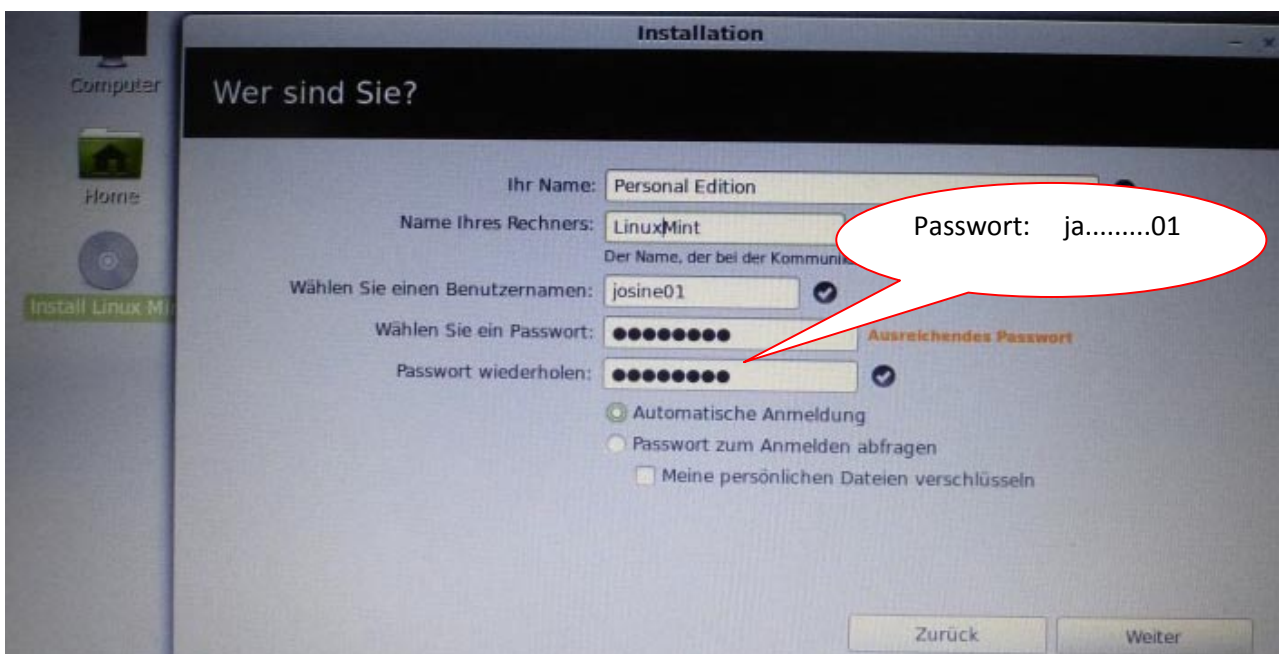 Installation
Computer
Wer sind Sie?
Home
Ihr Name: Personal Edition
Name Ihres Rechners: LinuxMint
Passwort: ja.........01
Der Name, der bei der
Install Linux
Wählen Sie einen Benutzernamen: josine01
Wählen Sie ein Passwort: ●●●●●●●● Ausreichendes Passwort
Passwort wiederholen: ●●●●●●●●
Automatische Anmeldung
Passwort zum Anmelden abfragen
Meine persönlichen Dateien verschlüsseln
Zurück
Weiter